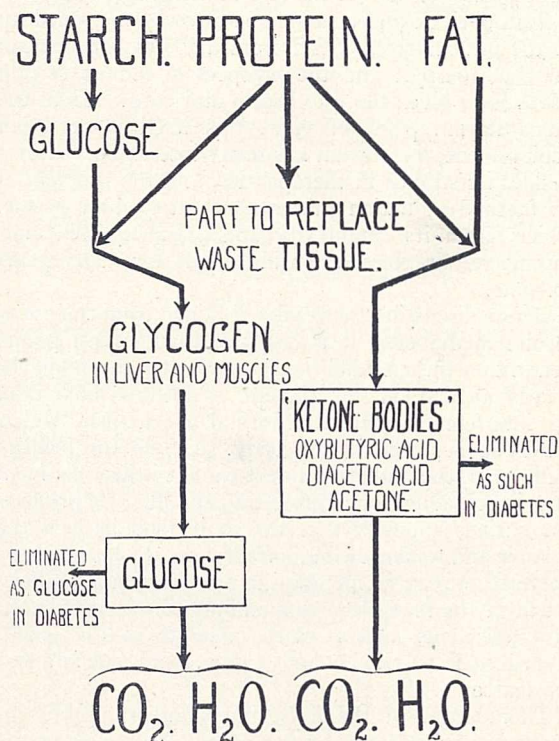 STARCH. PROTEIN. FAT.
GLUCOSE
PART TO REPLACE
WASTE TISSUE.
GLYCOGEN
IN LIVER AND MUSCLES
'KETONE BODIES'
OXYBUTYRIC ACID
DIACETIC ACID
ACETONE.
ELIMINATED
AS SUCH
IN DIABETES
ELIMINATED
AS GLUCOSE
IN DIABETES
GLUCOSE
CO₂. H₂O. CO₂. H₂O.